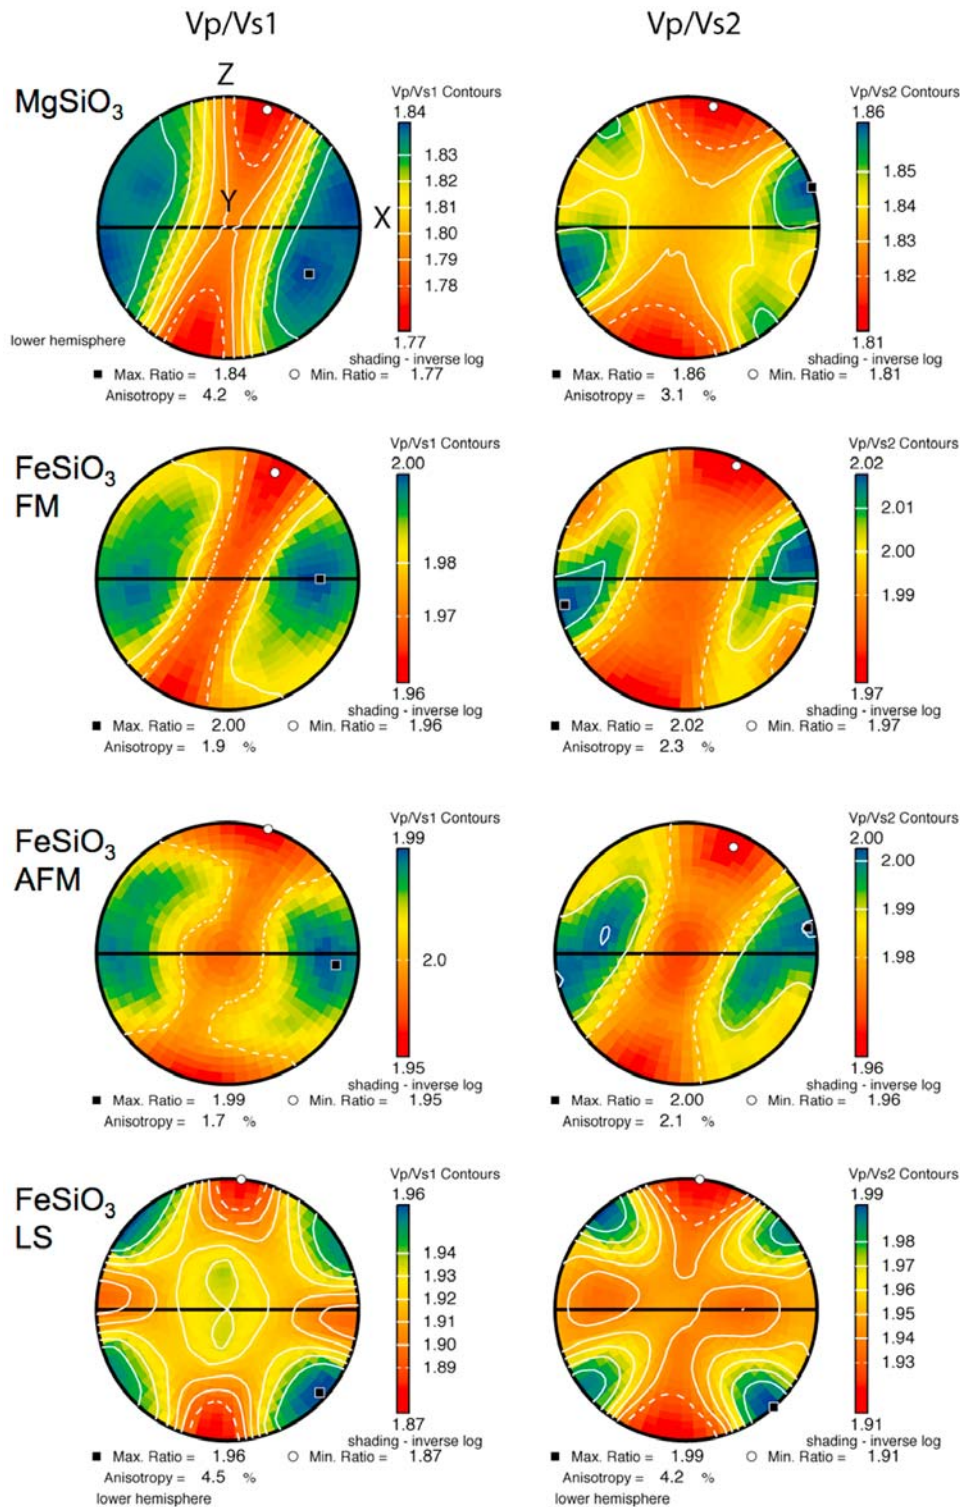 Vp/Vs1
Vp/Vs2
MgSiO3
Z
Y
X
Vp/Vs1 Contours
1.84
1.83
1.82
1.81
1.80
1.79
1.78
1.77
shading - inverse log
lower hemisphere
■ Max. Ratio = 1.84 ○ Min. Ratio = 1.77
Anisotropy = 4.2 %
Vp/Vs2 Contours
1.86
1.85
1.84
1.83
1.82
1.81
shading - inverse log
■ Max. Ratio = 1.86 ○ Min. Ratio = 1.81
Anisotropy = 3.1 %
FeSiO3
FM
Vp/Vs1 Contours
2.00
1.98
1.97
1.96
shading - inverse log
■ Max. Ratio = 2.00 ○ Min. Ratio = 1.96
Anisotropy = 1.9 %
Vp/Vs2 Contours
2.02
2.01
2.00
1.99
1.97
shading - inverse log
■ Max. Ratio = 2.02 ○ Min. Ratio = 1.97
Anisotropy = 2.3 %
FeSiO3
AFM
Vp/Vs1 Contours
1.99
2.0
1.95
shading - inverse log
■ Max. Ratio = 1.99 ○ Min. Ratio = 1.95
Anisotropy = 1.7 %
Vp/Vs2 Contours
2.00
2.00
1.99
1.98
1.96
shading - inverse log
■ Max. Ratio = 2.00 ○ Min. Ratio = 1.96
Anisotropy = 2.1 %
FeSiO3
LS
Vp/Vs1 Contours
1.96
1.94
1.93
1.92
1.91
1.90
1.89
1.87
shading - inverse log
■ Max. Ratio = 1.96 ○ Min. Ratio = 1.87
Anisotropy = 4.5 %
lower hemisphere
Vp/Vs2 Contours
1.99
1.98
1.97
1.96
1.95
1.94
1.93
1.91
shading - inverse log
■ Max. Ratio = 1.99 ○ Min. Ratio = 1.91
Anisotropy = 4.2 %
lower hemisphere